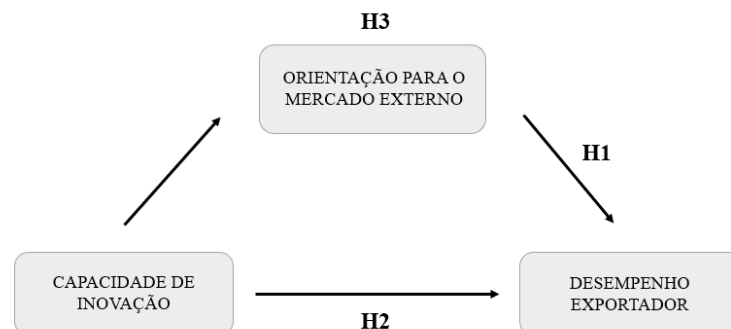 H3
ORIENTAÇÃO PARA O
MERCADO EXTERNO
H1
CAPACIDADE DE
INOVAÇÃO
H2
DESEMPENHO
EXPORTADOR